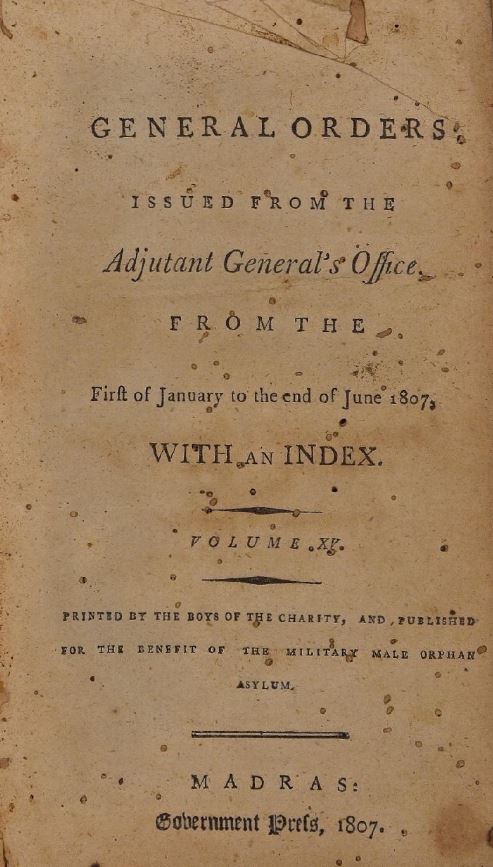 GENERAL ORDERS,
ISSUED FROM THE
Adjutant General's Office,
FROM THE
Firſt of January to the end of June 1807,
WITH AN INDEX.
VOLUME XV.
PRINTED BY THE BOYS OF THE CHARITY, AND PUBLISHED
FOR THE BENEFIT OF THE MILITARY MALE ORPHAN
ASYLUM.
MADRAS:
Government Preſs, 1807.